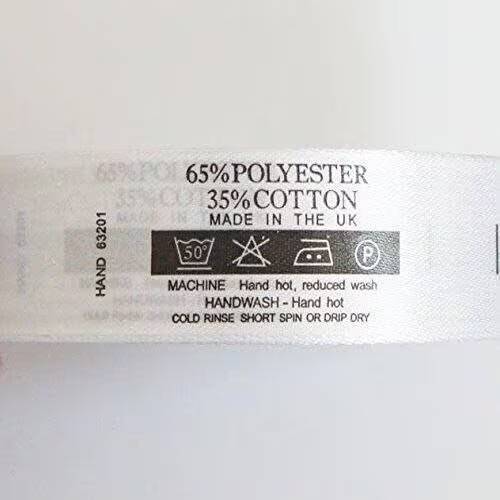 65%POLYESTER
35%COTTON
MADE IN THE UK
50°
P
MACHINE Hand hot, reduced wash
HANDWASH - Hand hot
COLD RINSE SHORT SPIN OR DRIP DRY
HAND 63201